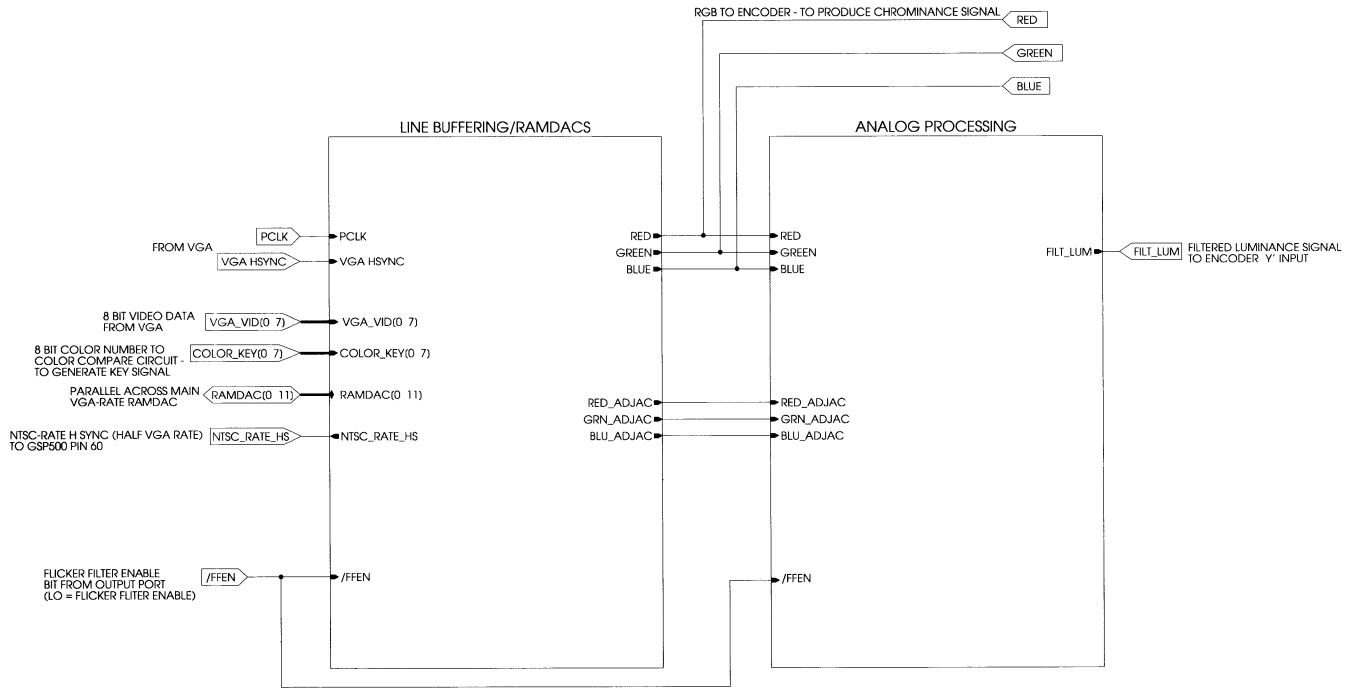 RGB TO ENCODER - TO PRODUCE CHROMINANCE SIGNAL
RED
GREEN
BLUE
LINE BUFFERING/RAMDACS
ANALOG PROCESSING
FROM VGA
PCLK
PCLK
VGA HSYNC
VGA HSYNC
8 BIT VIDEO DATA
FROM VGA
VGA_VID(0 7)
VGA_VID(0 7)
8 BIT COLOR NUMBER TO
COLOR COMPARE CIRCUIT -
TO GENERATE KEY SIGNAL
COLOR_KEY(0 7)
COLOR_KEY(0 7)
PARALLEL ACROSS MAIN
VGA-RATE RAMDAC
RAMDAC(0 11)
RAMDAC(0 11)
NTSC-RATE H SYNC (HALF VGA RATE)
TO GSP500 PIN 60
NTSC_RATE_HS
NTSC_RATE_HS
FLICKER FILTER ENABLE
BIT FROM OUTPUT PORT
(LO = FLICKER FLITER ENABLE)
/FFEN
/FFEN
RED
GREEN
BLUE
RED_ADJAC
GRN_ADJAC
BLU_ADJAC
RED
GREEN
BLUE
RED_ADJAC
GRN_ADJAC
BLU_ADJAC
/FFEN
FILT_LUM
FILT_LUM
FILTERED LUMINANCE SIGNAL
TO ENCODER Y' INPUT